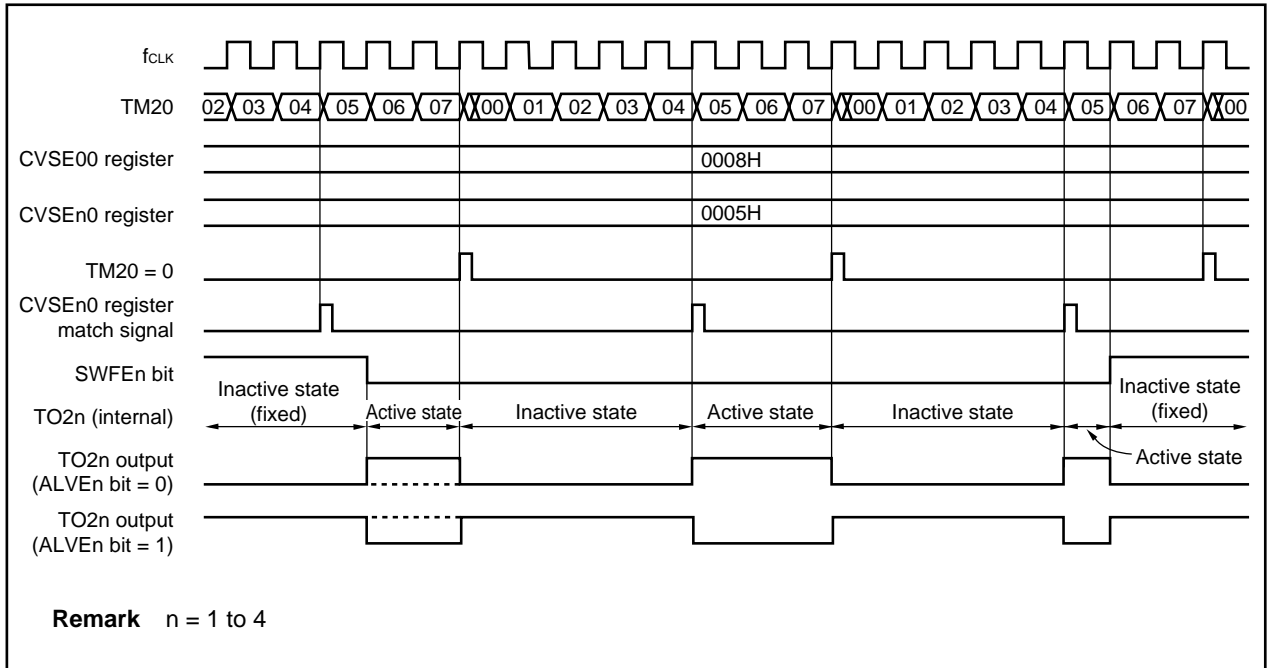 fCLK
TM20 02 03 04 05 06 07 00 01 02 03 04 05 06 07 00 01 02 03 04 05 06 07 00
CVSE00 register 0008H
CVSEn0 register 0005H
TM20 = 0
CVSEn0 register
match signal
SWFEn bit
TO2n (internal) Inactive state
(fixed) Active state Inactive state Active state Inactive state Active state Inactive state
(fixed)
TO2n output
(ALVEn bit = 0)
TO2n output
(ALVEn bit = 1)
Remark n = 1 to 4